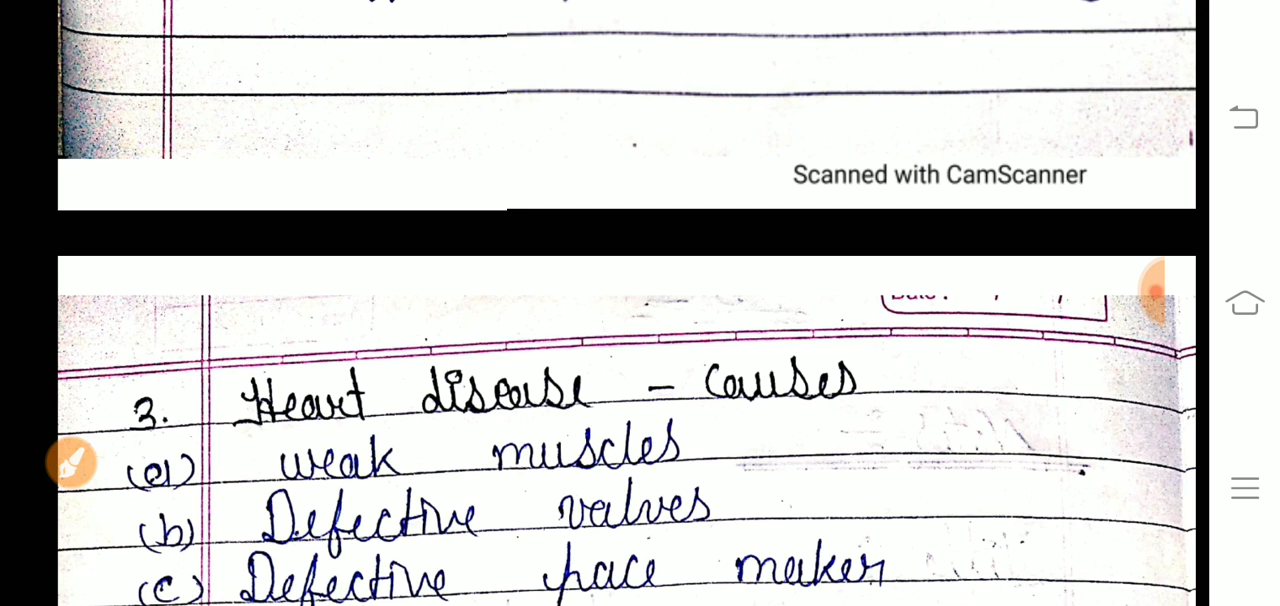 Scanned with CamScanner
3. Heart disease - causes
(a) weak muscles
(b) Defective valves
(c) Defective pace maker